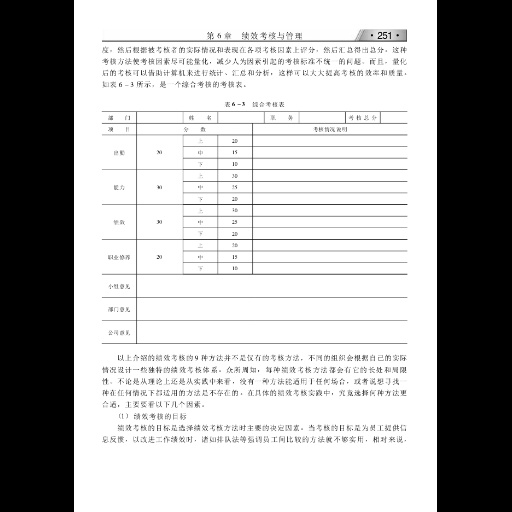 第 6 章　绩效考核与管理　· 251 ·
度，然后根据被考核者的实际情况和表现在各项考核因素上评分，然后汇总得出总分。这种
考核方法使考核因素尽可能量化，减少人为因素引起的考核标准不统一的问题。而且，量化
后的考核可以借助计算机来进行统计、汇总和分析，这样可以大大提高考核的效率和质量。
如表 6－3 所示，是一个综合考核的考核表。
表 6－3　综合考核表
部　门　姓　名　职　务　考核总分
项　目　分　数　考核情况说明
上　20
出勤　20　中　15
下　10
上　30
能力　30　中　25
下　20
上　30
绩效　30　中　25
下　20
上　20
职业修养　20　中　15
下　10
小组意见
部门意见
公司意见
以上介绍的绩效考核的 9 种方法并不是仅有的考核方法，不同的组织会根据自己的实际
情况设计一些独特的绩效考核体系。众所周知，每种绩效考核方法都会有它的长处和局限
性。不论是从理论上还是从实践中来看，没有一种方法能通用于任何场合，或者说想寻找一
种在任何情况下都适用的方法是不存在的。在具体的绩效考核实践中，究竟选择何种方法更
合适，主要要看以下几个因素。
（1）绩效考核的目标
绩效考核的目标是选择绩效考核方法时主要的决定因素。当考核的目标是为员工提供信
息反馈，以改进工作绩效时，诸如排队法等强调员工间比较的方法就不够实用，相对来说，